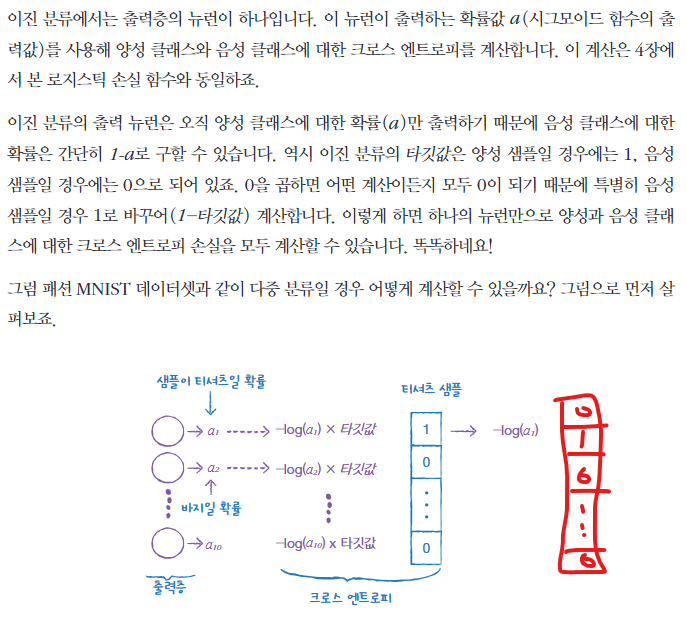 이진 분류에서는 출력층의 뉴런이 하나입니다. 이 뉴런이 출력하는 확률값 a(시그모이드 함수의 출
력값)를 사용해 양성 클래스와 음성 클래스에 대한 크로스 엔트로피를 계산합니다. 이 계산은 4장에
서 본 로지스틱 손실 함수와 동일하죠.
이진 분류의 출력 뉴런은 오직 양성 클래스에 대한 확률(a)만 출력하기 때문에 음성 클래스에 대한
확률은 간단히 1-a로 구할 수 있습니다. 역시 이진 분류의 타깃값은 양성 샘플일 경우에는 1, 음성
샘플일 경우에는 0으로 되어 있죠. 0을 곱하면 어떤 계산이든지 모두 0이 되기 때문에 특별히 음성
샘플일 경우 1로 바꾸어(1-타깃값) 계산합니다. 이렇게 하면 하나의 뉴런만으로 양성과 음성 클래
스에 대한 크로스 엔트로피 손실을 모두 계산할 수 있습니다. 똑똑하네요!
그럼 패션 MNIST 데이터셋과 같이 다중 분류일 경우 어떻게 계산할 수 있을까요? 그림으로 먼저 살
펴보죠.
샘플이 티셔츠일 확률
티셔츠 샘플
a₁ -log(a₁) × 타깃값 1 -log(a₁)
a₂ -log(a₂) × 타깃값 0
바지일 확률
a₁₀ -log(a₁₀) x 타깃값 0
출력층
크로스 엔트로피
0
1
0
0